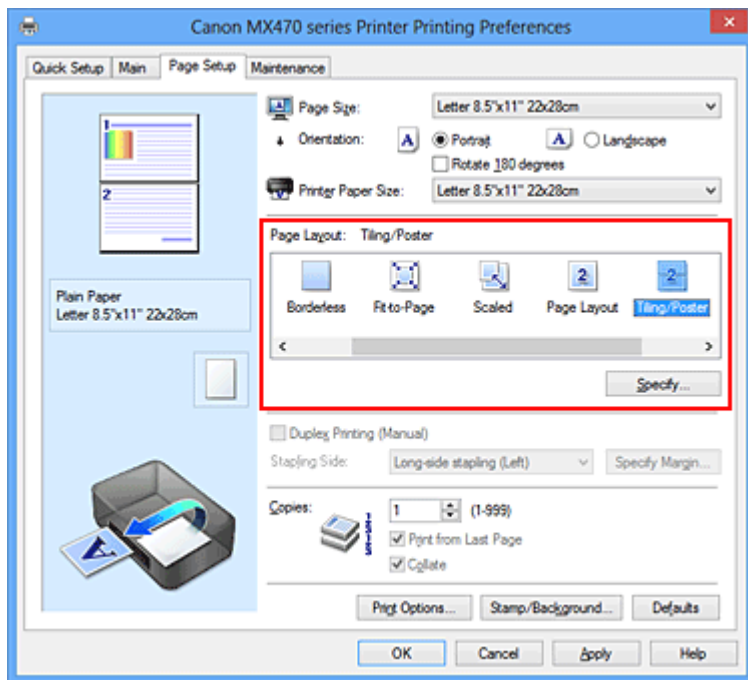 Canon MX470 series Printer Printing Preferences
Quick Setup Main Page Setup Maintenance
1
2
Plain Paper
Letter 8.5"x11" 22x28cm
Page Size: Letter 8.5"x11" 22x28cm
Orientation: A Portrait A Landscape
Rotate 180 degrees
Printer Paper Size: Letter 8.5"x11" 22x28cm
Page Layout: Tiling/Poster
2 2
Borderless Fit-to-Page Scaled Page Layout Tiling/Poster
Specify...
Duplex Printing (Manual)
Stapling Side: Long-side stapling (Left) Specify Margin...
Copies: 1 (1-999)
Print from Last Page
Collate
A
Print Options... Stamp/Background... Defaults
OK Cancel Apply Help